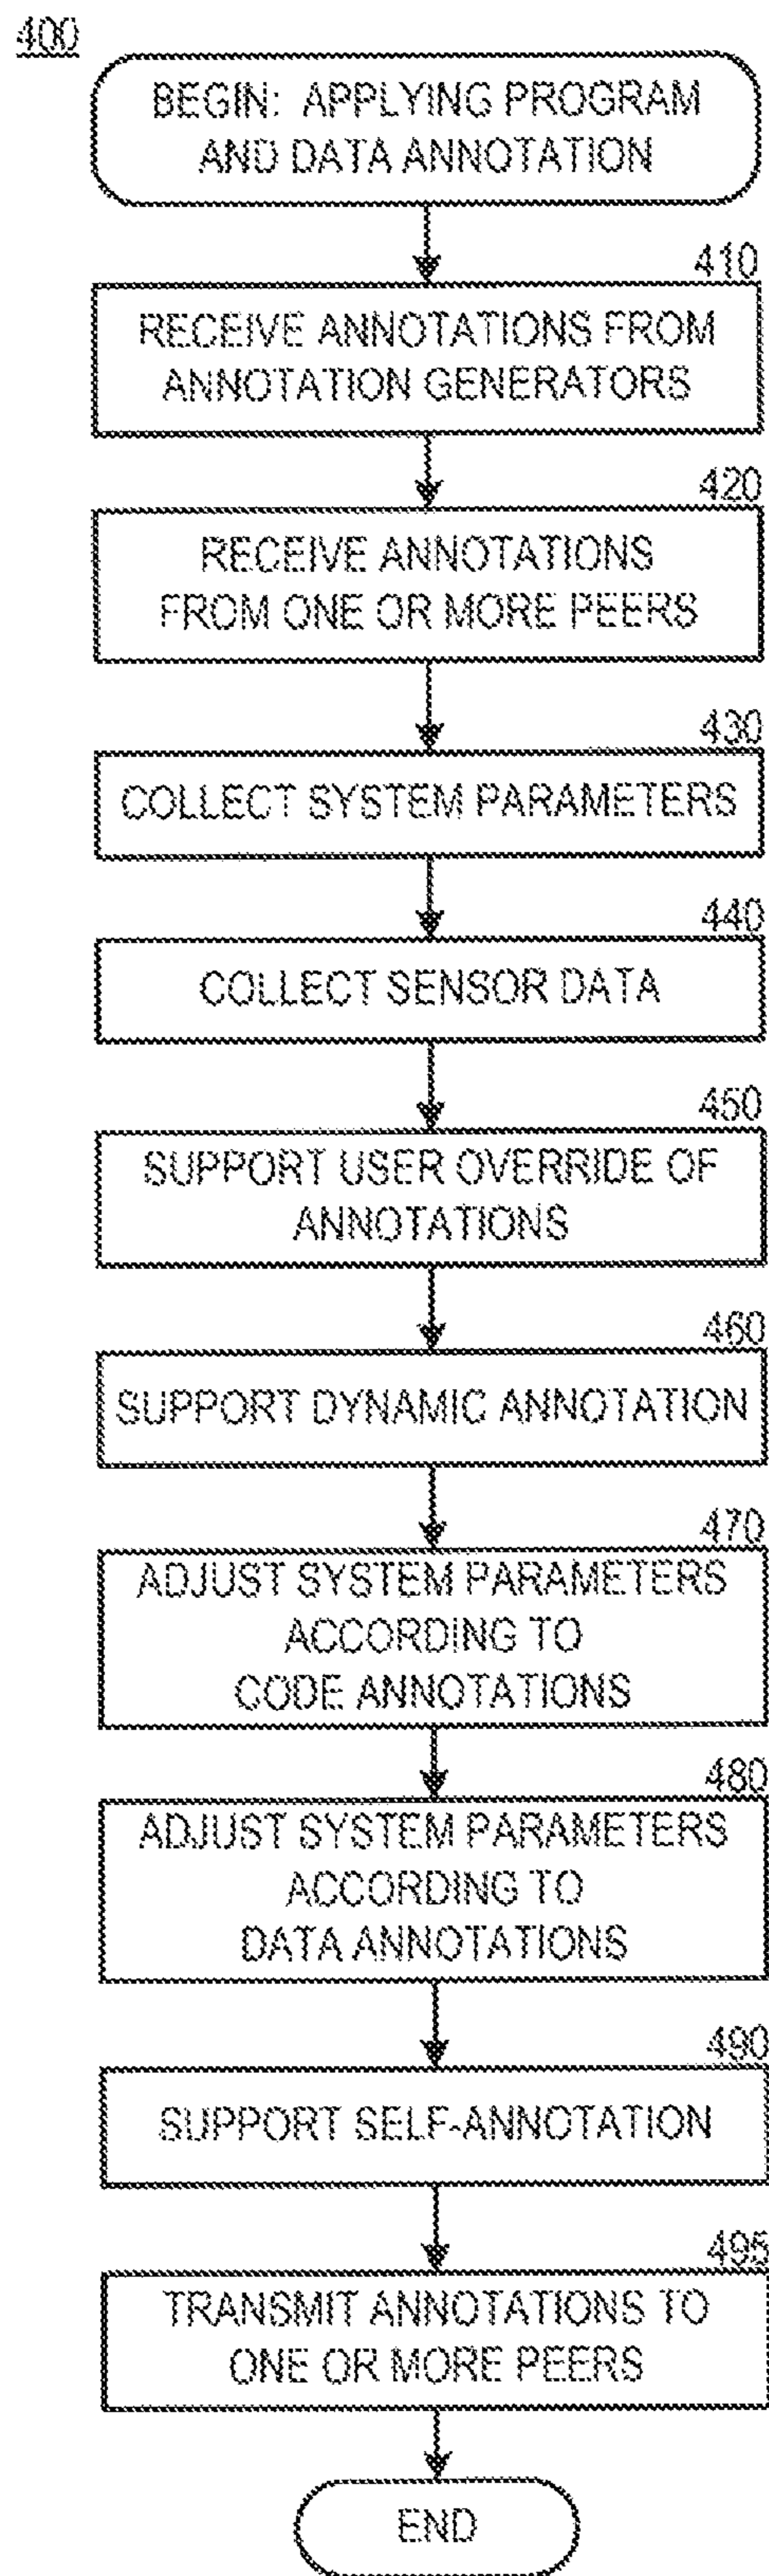 400
BEGIN: APPLYING PROGRAM
AND DATA ANNOTATION
410
RECEIVE ANNOTATIONS FROM
ANNOTATION GENERATORS
420
RECEIVE ANNOTATIONS
FROM ONE OR MORE PEERS
430
COLLECT SYSTEM PARAMETERS
440
COLLECT SENSOR DATA
450
SUPPORT USER OVERRIDE OF
ANNOTATIONS
460
SUPPORT DYNAMIC ANNOTATION
470
ADJUST SYSTEM PARAMETERS
ACCORDING TO
CODE ANNOTATIONS
480
ADJUST SYSTEM PARAMETERS
ACCORDING TO
DATA ANNOTATIONS
490
SUPPORT SELF-ANNOTATION
495
TRANSMIT ANNOTATIONS TO
ONE OR MORE PEERS
END